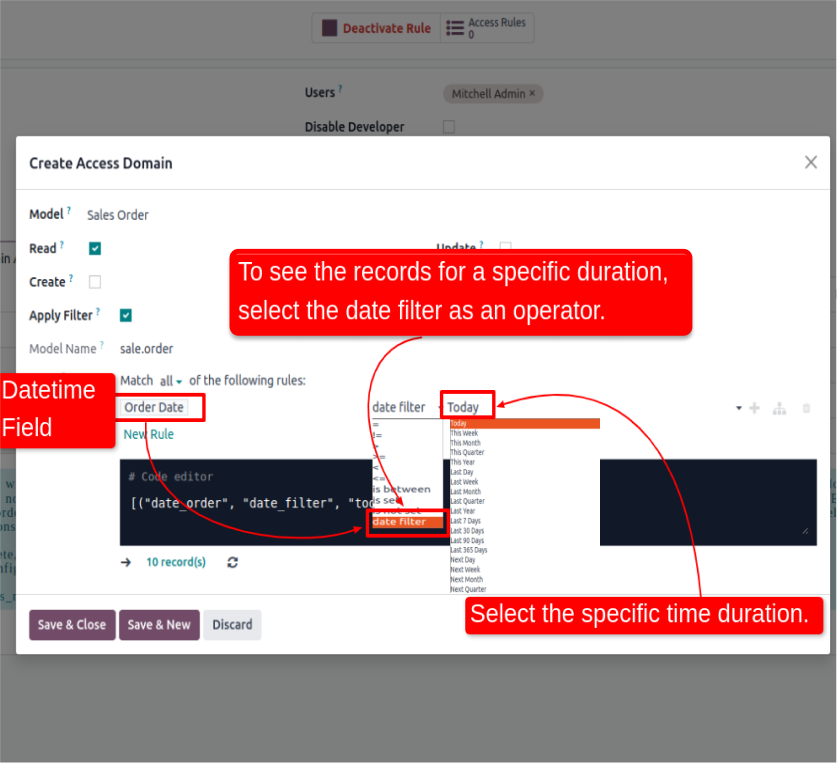 Deactivate Rule
Access Rules
0
Users ?
Mitchell Admin ×
Disable Developer
Create Access Domain
Model ?
Sales Order
Read ?
Update ?
Create ?
To see the records for a specific duration,
select the date filter as an operator.
Apply Filter ?
Model Name ?
sale.order
Match all of the following rules:
Datetime
Field
Order Date
date filter
Today
New Rule
=
!=
>
>=
<
<=
is between
is set
is not set
date filter
Today
This Week
This Month
This Quarter
This Year
Last Day
Last Week
Last Month
Last Quarter
Last Year
Last 7 Days
Last 30 Days
Last 90 Days
Last 365 Days
Next Day
Next Week
Next Month
Next Quarter
# Code editor
[("date_order", "date_filter", "to
10 record(s)
Select the specific time duration.
Save & Close
Save & New
Discard